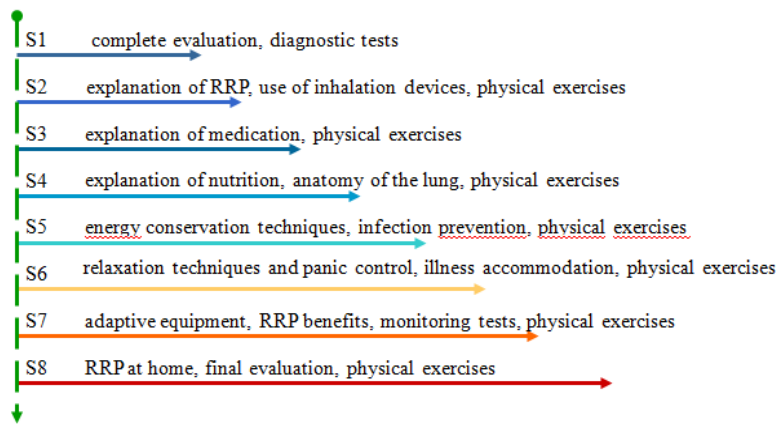 S1 complete evaluation, diagnostic tests
S2 explanation of RRP, use of inhalation devices, physical exercises
S3 explanation of medication, physical exercises
S4 explanation of nutrition, anatomy of the lung, physical exercises
S5 energy conservation techniques, infection prevention, physical exercises
S6 relaxation techniques and panic control, illness accommodation, physical exercises
S7 adaptive equipment, RRP benefits, monitoring tests, physical exercises
S8 RRP at home, final evaluation, physical exercises